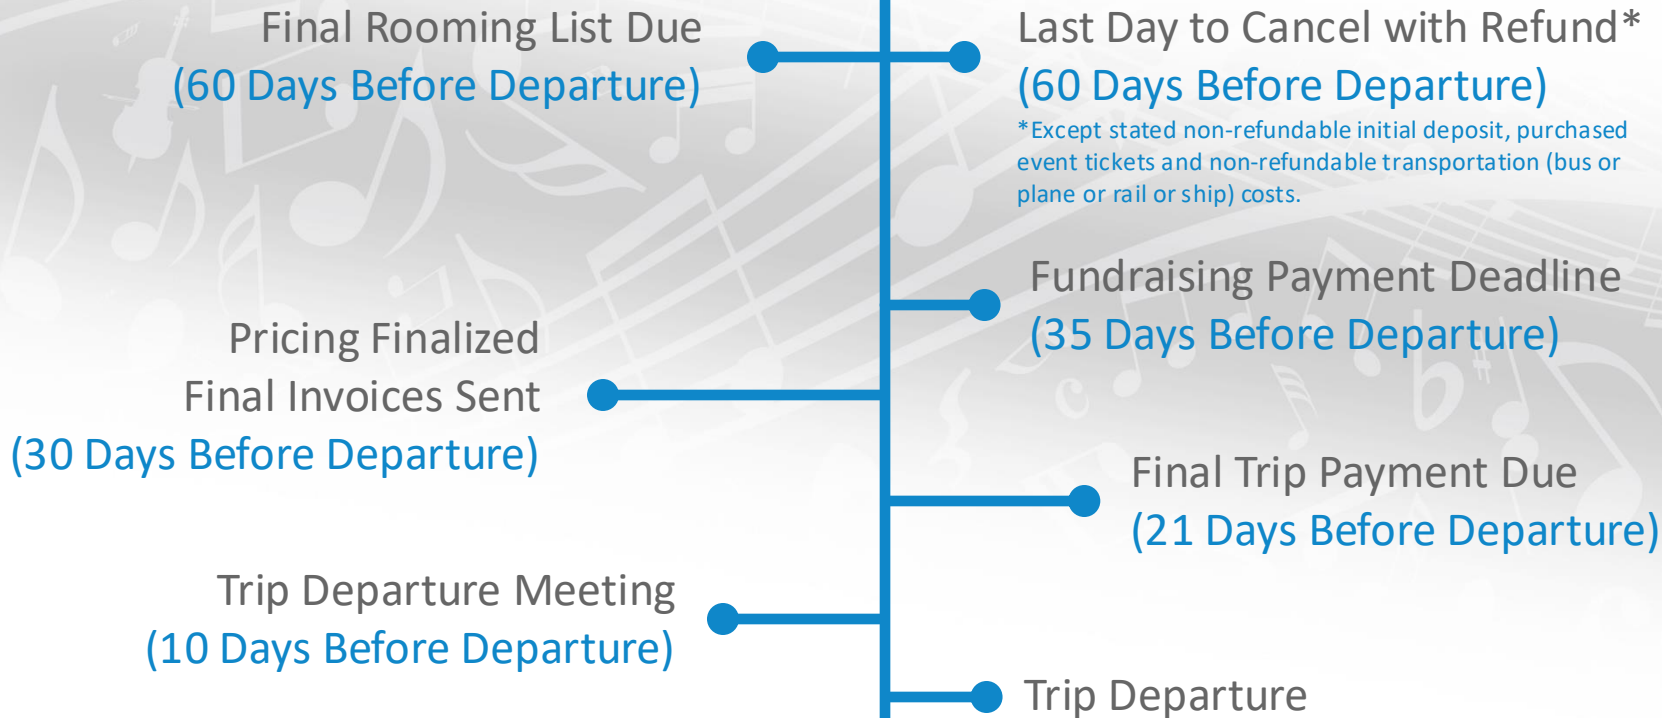 Final Rooming List Due
(60 Days Before Departure)
Last Day to Cancel with Refund*
(60 Days Before Departure)
*Except stated non-refundable initial deposit, purchased
event tickets and non-refundable transportation (bus or
plane or rail or ship) costs.
Fundraising Payment Deadline
(35 Days Before Departure)
Pricing Finalized
Final Invoices Sent
(30 Days Before Departure)
Final Trip Payment Due
(21 Days Before Departure)
Trip Departure Meeting
(10 Days Before Departure)
Trip Departure